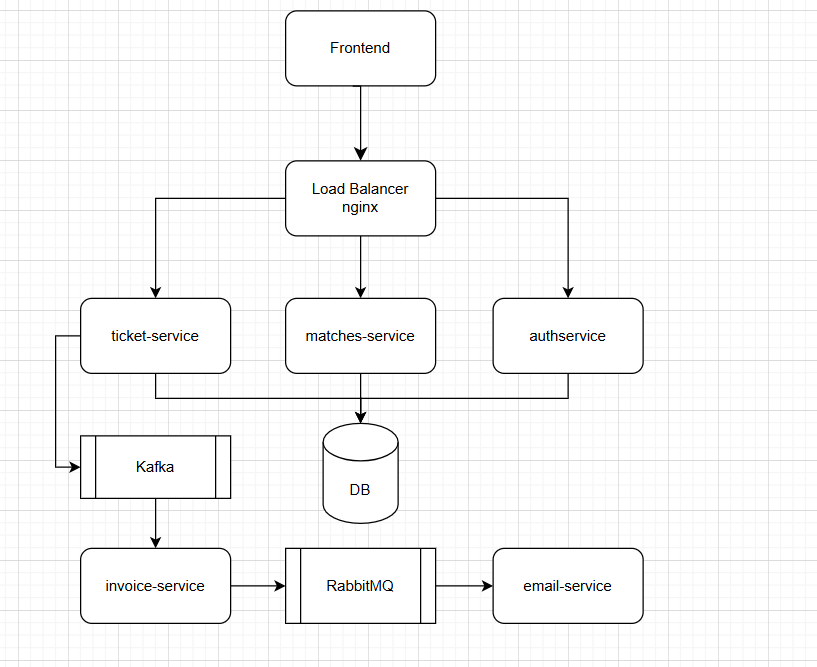 Frontend
Load Balancer
nginx
ticket-service
matches-service
authservice
Kafka
DB
invoice-service
RabbitMQ
email-service